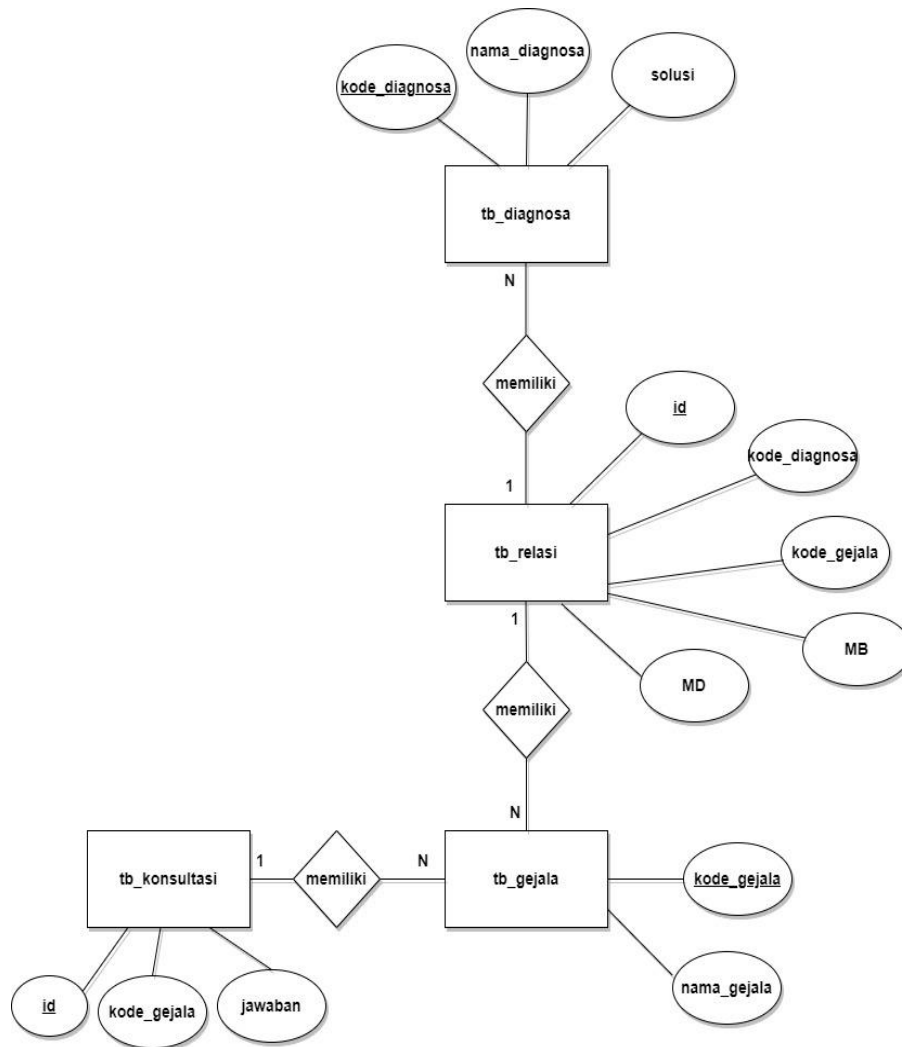 nama_diagnosa
solusi
kode_diagnosa
tb_diagnosa
N
memiliki
id
kode_diagnosa
1
tb_relasi
kode_gejala
1
MB
MD
memiliki
N
1
N
tb_konsultasi
memiliki
tb_gejala
kode_gejala
nama_gejala
id
kode_gejala
jawaban